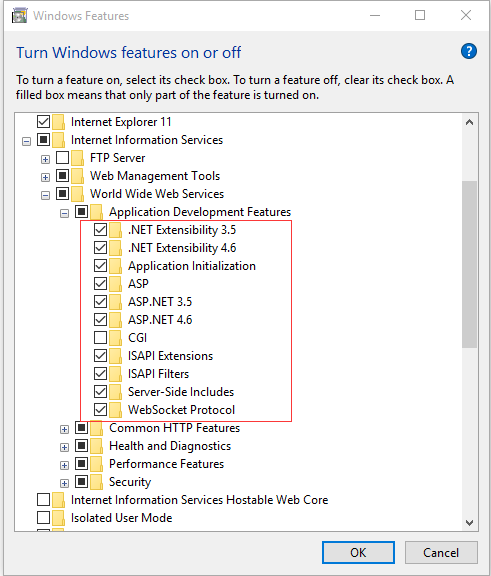 Windows Features
Turn Windows features on or off
?
To turn a feature on, select its check box. To turn a feature off, clear its check box. A
filled box means that only part of the feature is turned on.
Internet Explorer 11
Internet Information Services
FTP Server
Web Management Tools
World Wide Web Services
Application Development Features
.NET Extensibility 3.5
.NET Extensibility 4.6
Application Initialization
ASP
ASP.NET 3.5
ASP.NET 4.6
CGI
ISAPI Extensions
ISAPI Filters
Server-Side Includes
WebSocket Protocol
Common HTTP Features
Health and Diagnostics
Performance Features
Security
Internet Information Services Hostable Web Core
Isolated User Mode
OK
Cancel